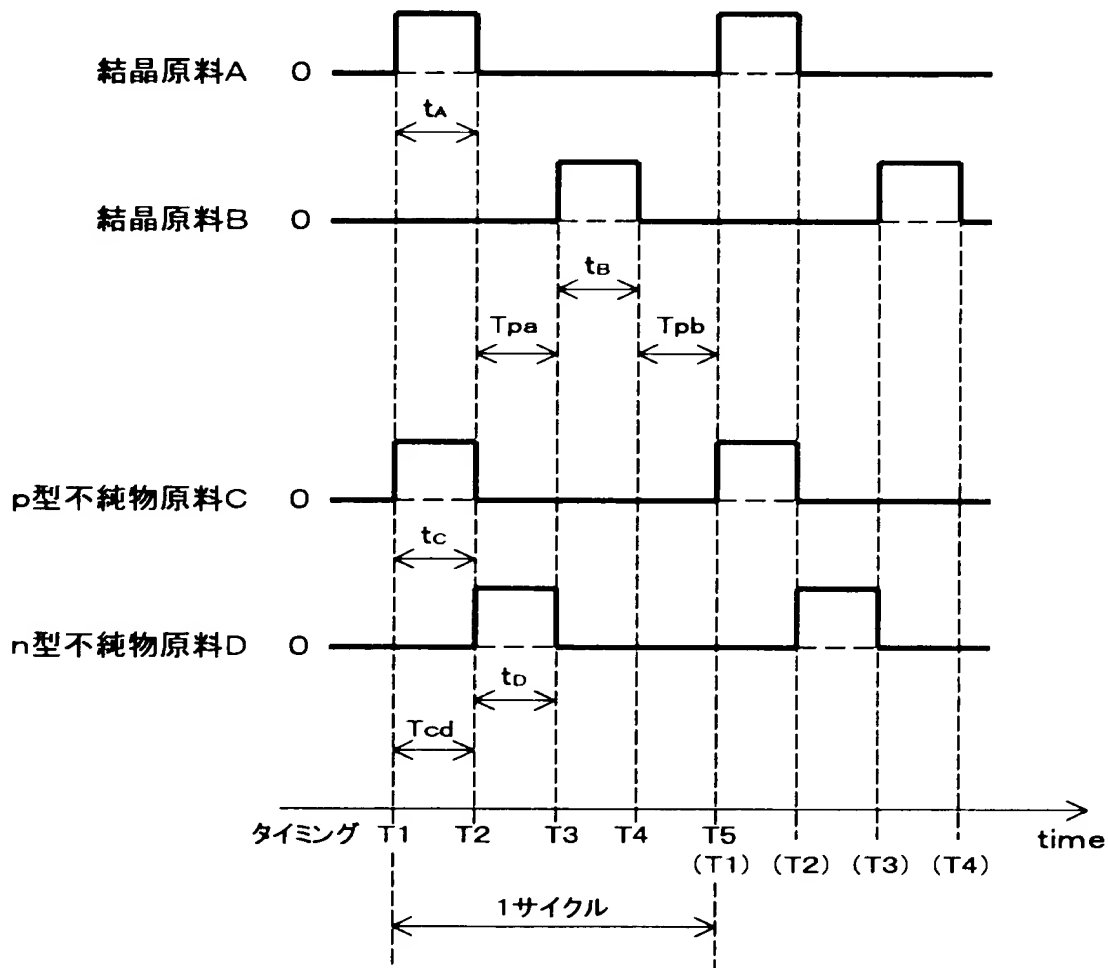 結晶原料A 0
tA
結晶原料B 0
tB
Tpa Tpb
p型不純物原料C 0
tC
n型不純物原料D 0
tD
Tcd
タイミング T1 T2 T3 T4 T5 time
(T1) (T2) (T3) (T4)
1サイクル